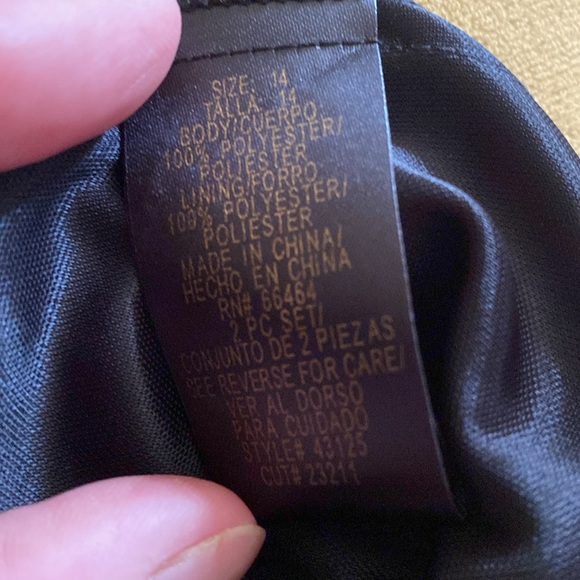 SIZE: 14
TALLA: 14
BODY/CUERPO
100% POLYESTER/
POLIESTER
LINING/FORRO
100% POLYESTER/
POLIESTER
MADE IN CHINA/
HECHO EN CHINA
RN# 66464
2 PC SET/
CONJUNTO DE 2 PIEZAS
SEE REVERSE FOR CARE/
VER AL DORSO
PARA CUIDADO
STYLE# 43125
CUT# 23211